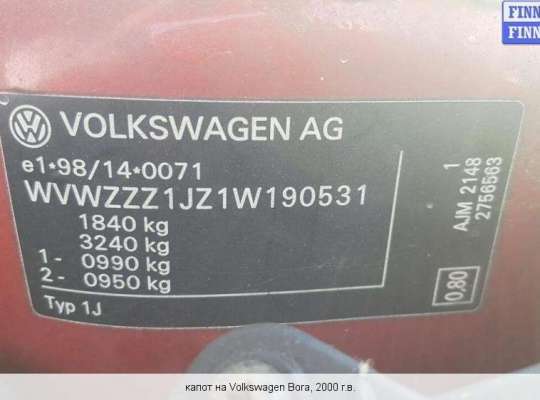 FINN
FINN
VOLKSWAGEN AG
e1*98/14*0071
WVWZZZ1JZ1W190531
1840 kg
3240 kg
1- 0990 kg
2- 0950 kg
Typ 1J
1
AJM 2148
2756563
0,80
капот на Volkswagen Bora, 2000 г.в.